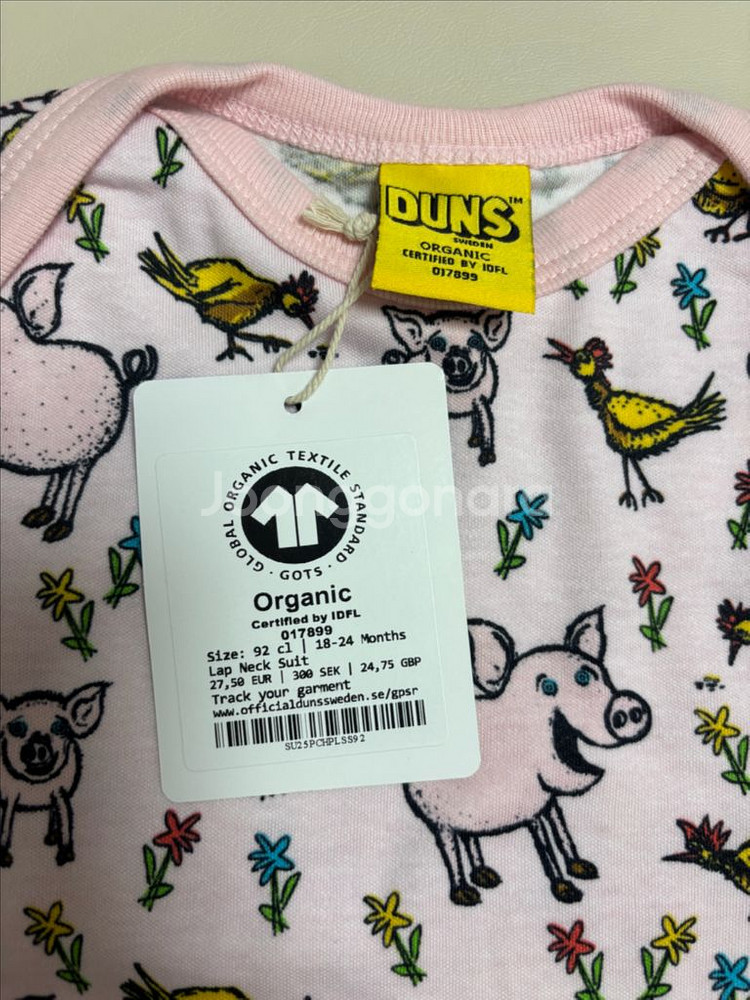 DUNS™
SWEDEN
ORGANIC
CERTIFIED BY IDFL
017899
GLOBAL ORGANIC TEXTILE STANDARD · GOTS ·
Joonggonara
Organic
Certified by IDFL
017899
Size: 92 cl | 18-24 Months
Lap Neck Suit
27,50 EUR | 300 SEK | 24,75 GBP
Track your garment
www.officialdunssweden.se/gpsr
SU25PCHPLSS92